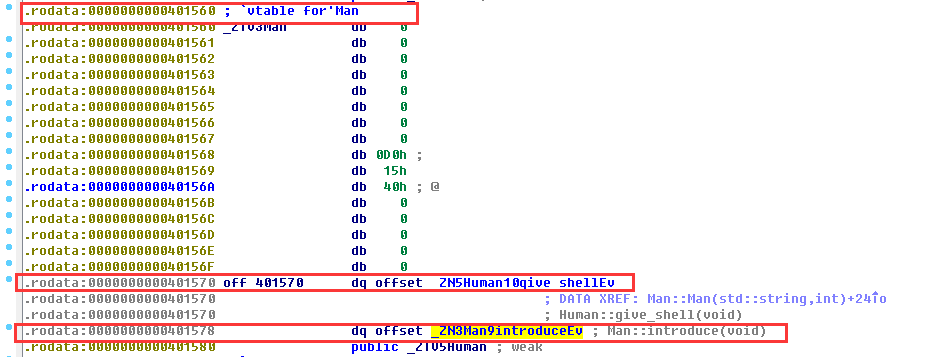 .rodata:0000000000401560 ; `vtable for'Man
.rodata:0000000000401560 _ZTV3Man db 0
.rodata:0000000000401561 db 0
.rodata:0000000000401562 db 0
.rodata:0000000000401563 db 0
.rodata:0000000000401564 db 0
.rodata:0000000000401565 db 0
.rodata:0000000000401566 db 0
.rodata:0000000000401567 db 0
.rodata:0000000000401568 db 0D0h ;
.rodata:0000000000401569 db 15h
.rodata:000000000040156A db 40h ; @
.rodata:000000000040156B db 0
.rodata:000000000040156C db 0
.rodata:000000000040156D db 0
.rodata:000000000040156E db 0
.rodata:000000000040156F db 0
.rodata:0000000000401570 off_401570 dq offset _ZN5Human10give_shellEv
.rodata:0000000000401570 ; DATA XREF: Man::Man(std::string,int)+24↑o
.rodata:0000000000401570 ; Human::give_shell(void)
.rodata:0000000000401578 dq offset _ZN3Man9introduceEv ; Man::introduce(void)
.rodata:0000000000401580 public _ZTV5Human ; weak